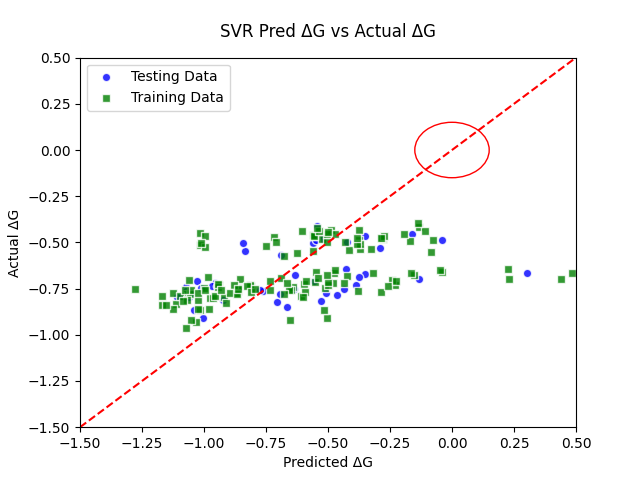 SVR Pred ΔG vs Actual ΔG
Testing Data
Training Data
Actual ΔG
0.50
0.25
0.00
−0.25
−0.50
−0.75
−1.00
−1.25
−1.50
−1.50 −1.25 −1.00 −0.75 −0.50 −0.25 0.00 0.25 0.50
Predicted ΔG